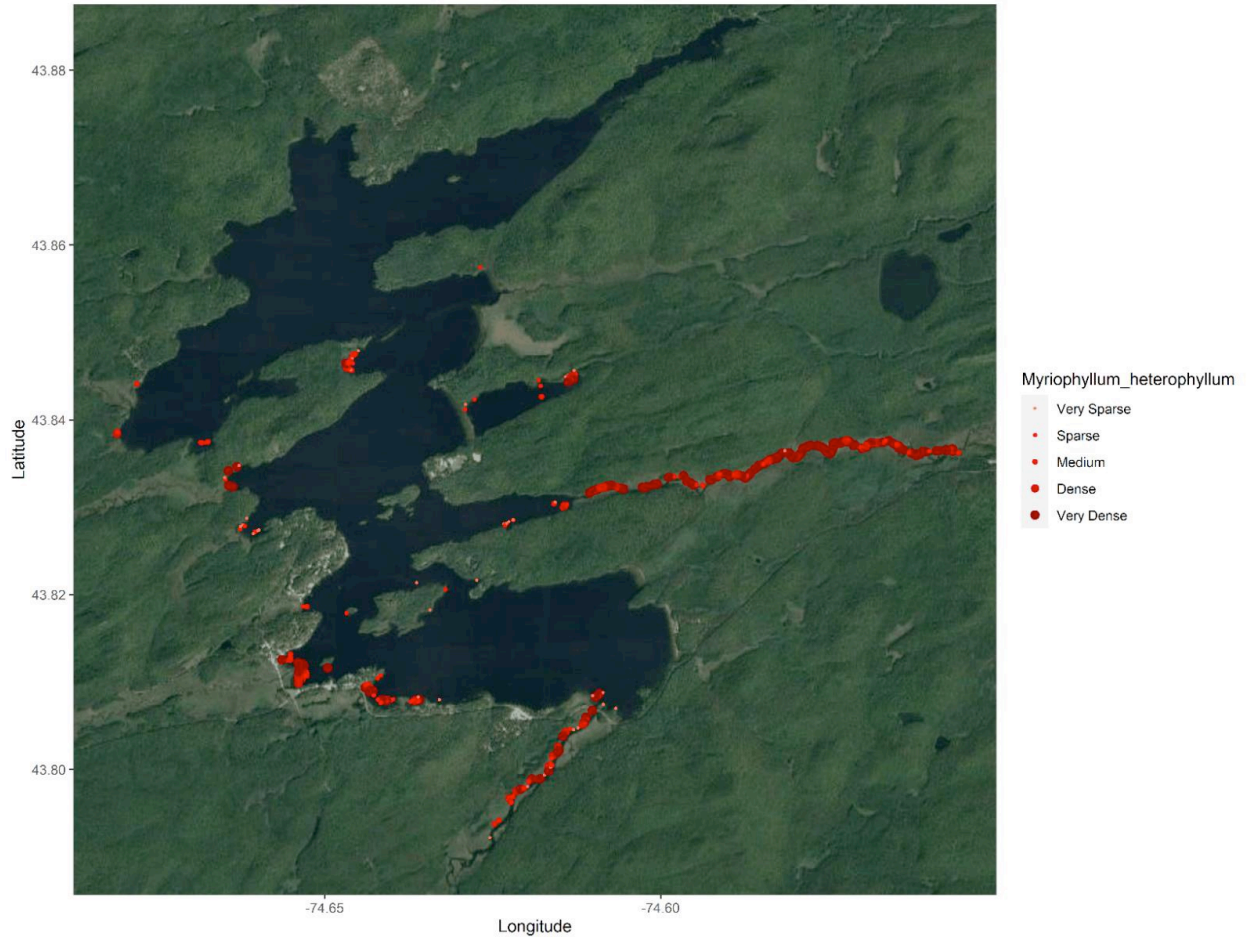 43.88
43.86
43.84
43.82
43.80
Latitude
-74.65
-74.60
Longitude
Myriophyllum_heterophyllum
Very Sparse
Sparse
Medium
Dense
Very Dense